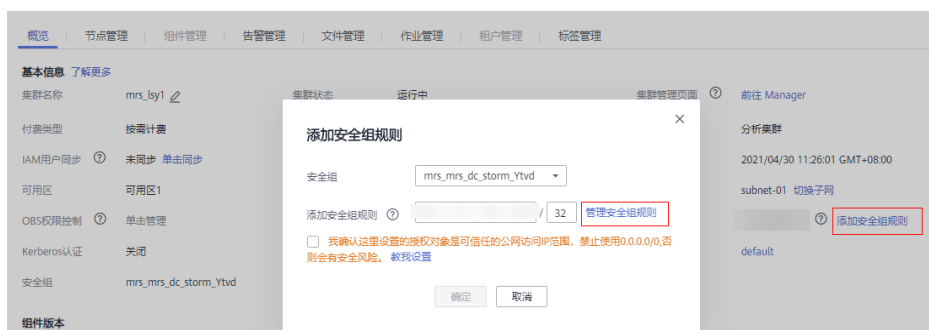 概览 节点管理 组件管理 告警管理 文件管理 作业管理 租户管理 标签管理
基本信息 了解更多
集群名称 mrs_lsy1 集群状态 运行中 集群管理页面 前往 Manager
付费类型 按需计费 分析集群
IAM用户同步 未同步 单击同步 2021/04/30 11:26:01 GMT+08:00
可用区 可用区1 subnet-01 切换子网
OBS权限控制 单击管理 添加安全组规则
Kerberos认证 关闭 default
安全组 mrs_mrs_dc_storm_Ytvd
组件版本
添加安全组规则
安全组 mrs_mrs_dc_storm_Ytvd
添加安全组规则 / 32 管理安全组规则
我确认这里设置的授权对象是可信任的公网访问IP范围，禁止使用0.0.0.0/0,否
则会有安全风险。 教我设置
确定 取消